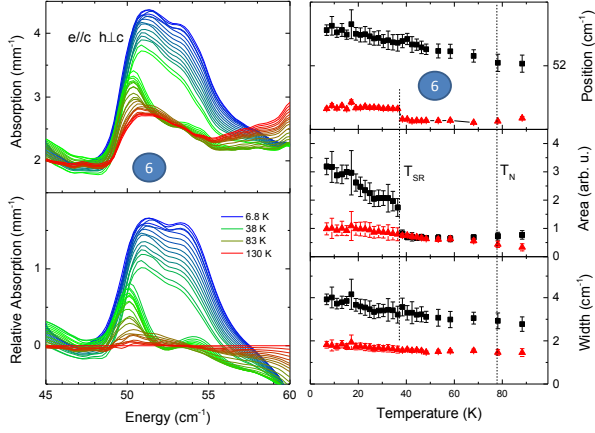 e//c h⊥c
Absorption (mm⁻¹)
4
3
2
6
Relative Absorption (mm⁻¹)
1
0
6.8 K
38 K
83 K
130 K
45 50 55 60
Energy (cm⁻¹)
6
52
Position (cm⁻¹)
T_SR
T_N
4
3
2
1
0
Area (arb. u.)
4
2
0
Width (cm⁻¹)
0 20 40 60 80
Temperature (K)